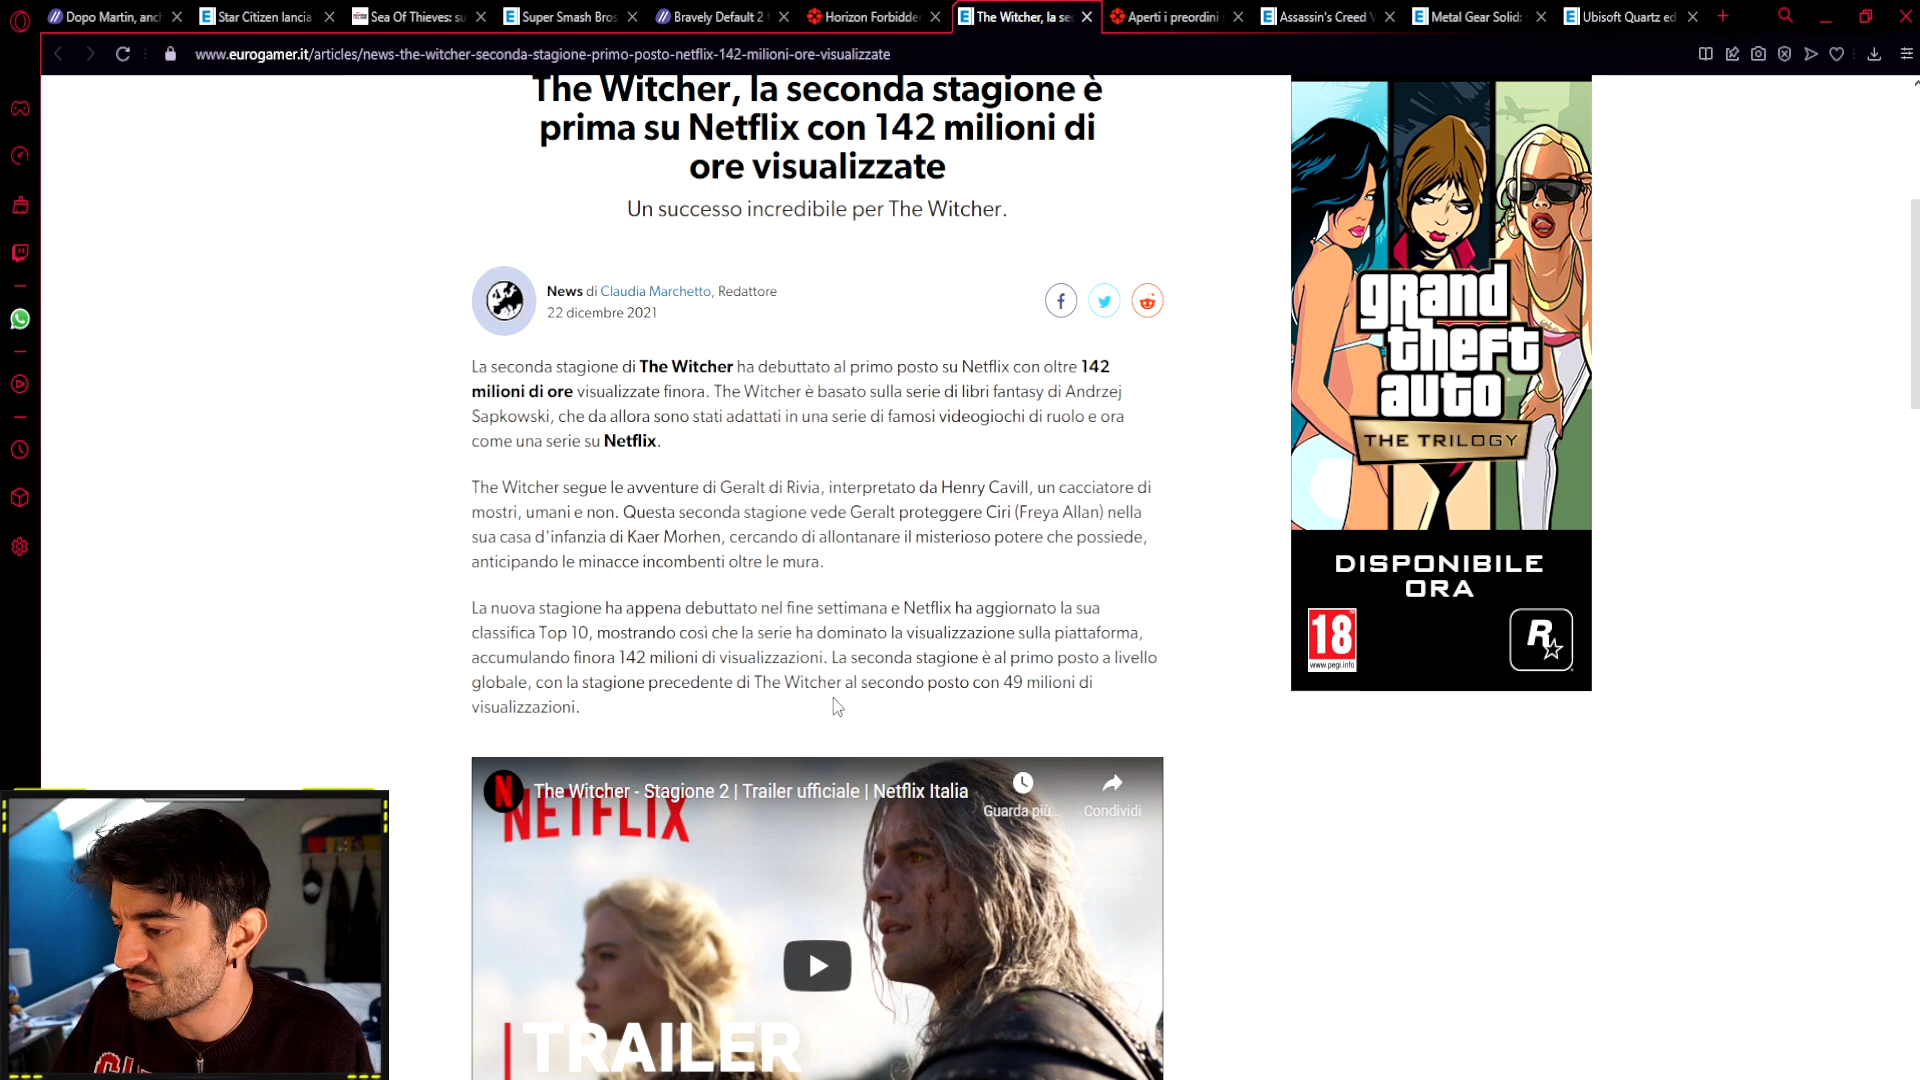 Dopo Martin, anch
Star Citizen lancia
Sea Of Thieves: su
Super Smash Bros
Bravely Default 2
Horizon Forbidde
The Witcher, la se
Aperti i preordini
Assassin's Creed V
Metal Gear Solid:
Ubisoft Quartz ed
www.eurogamer.it/articles/news-the-witcher-seconda-stagione-primo-posto-netflix-142-milioni-ore-visualizzate
The Witcher, la seconda stagione è
prima su Netflix con 142 milioni di
ore visualizzate
Un successo incredibile per The Witcher.
News di Claudia Marchetto, Redattore
22 dicembre 2021
La seconda stagione di The Witcher ha debuttato al primo posto su Netflix con oltre 142
milioni di ore visualizzate finora. The Witcher è basato sulla serie di libri fantasy di Andrzej
Sapkowski, che da allora sono stati adattati in una serie di famosi videogiochi di ruolo e ora
come una serie su Netflix.
The Witcher segue le avventure di Geralt di Rivia, interpretato da Henry Cavill, un cacciatore di
mostri, umani e non. Questa seconda stagione vede Geralt proteggere Ciri (Freya Allan) nella
sua casa d'infanzia di Kaer Morhen, cercando di allontanare il misterioso potere che possiede,
anticipando le minacce incombenti oltre le mura.
La nuova stagione ha appena debuttato nel fine settimana e Netflix ha aggiornato la sua
classifica Top 10, mostrando così che la serie ha dominato la visualizzazione sulla piattaforma,
accumulando finora 142 milioni di visualizzazioni. La seconda stagione è al primo posto a livello
globale, con la stagione precedente di The Witcher al secondo posto con 49 milioni di
visualizzazioni.
The Witcher - Stagione 2 | Trailer ufficiale | Netflix Italia
Guarda più...
Condividi
NETFLIX
TRAILER
grand
theft
auto
THE TRILOGY
DISPONIBILE
ORA
18
www.pegi.info
R